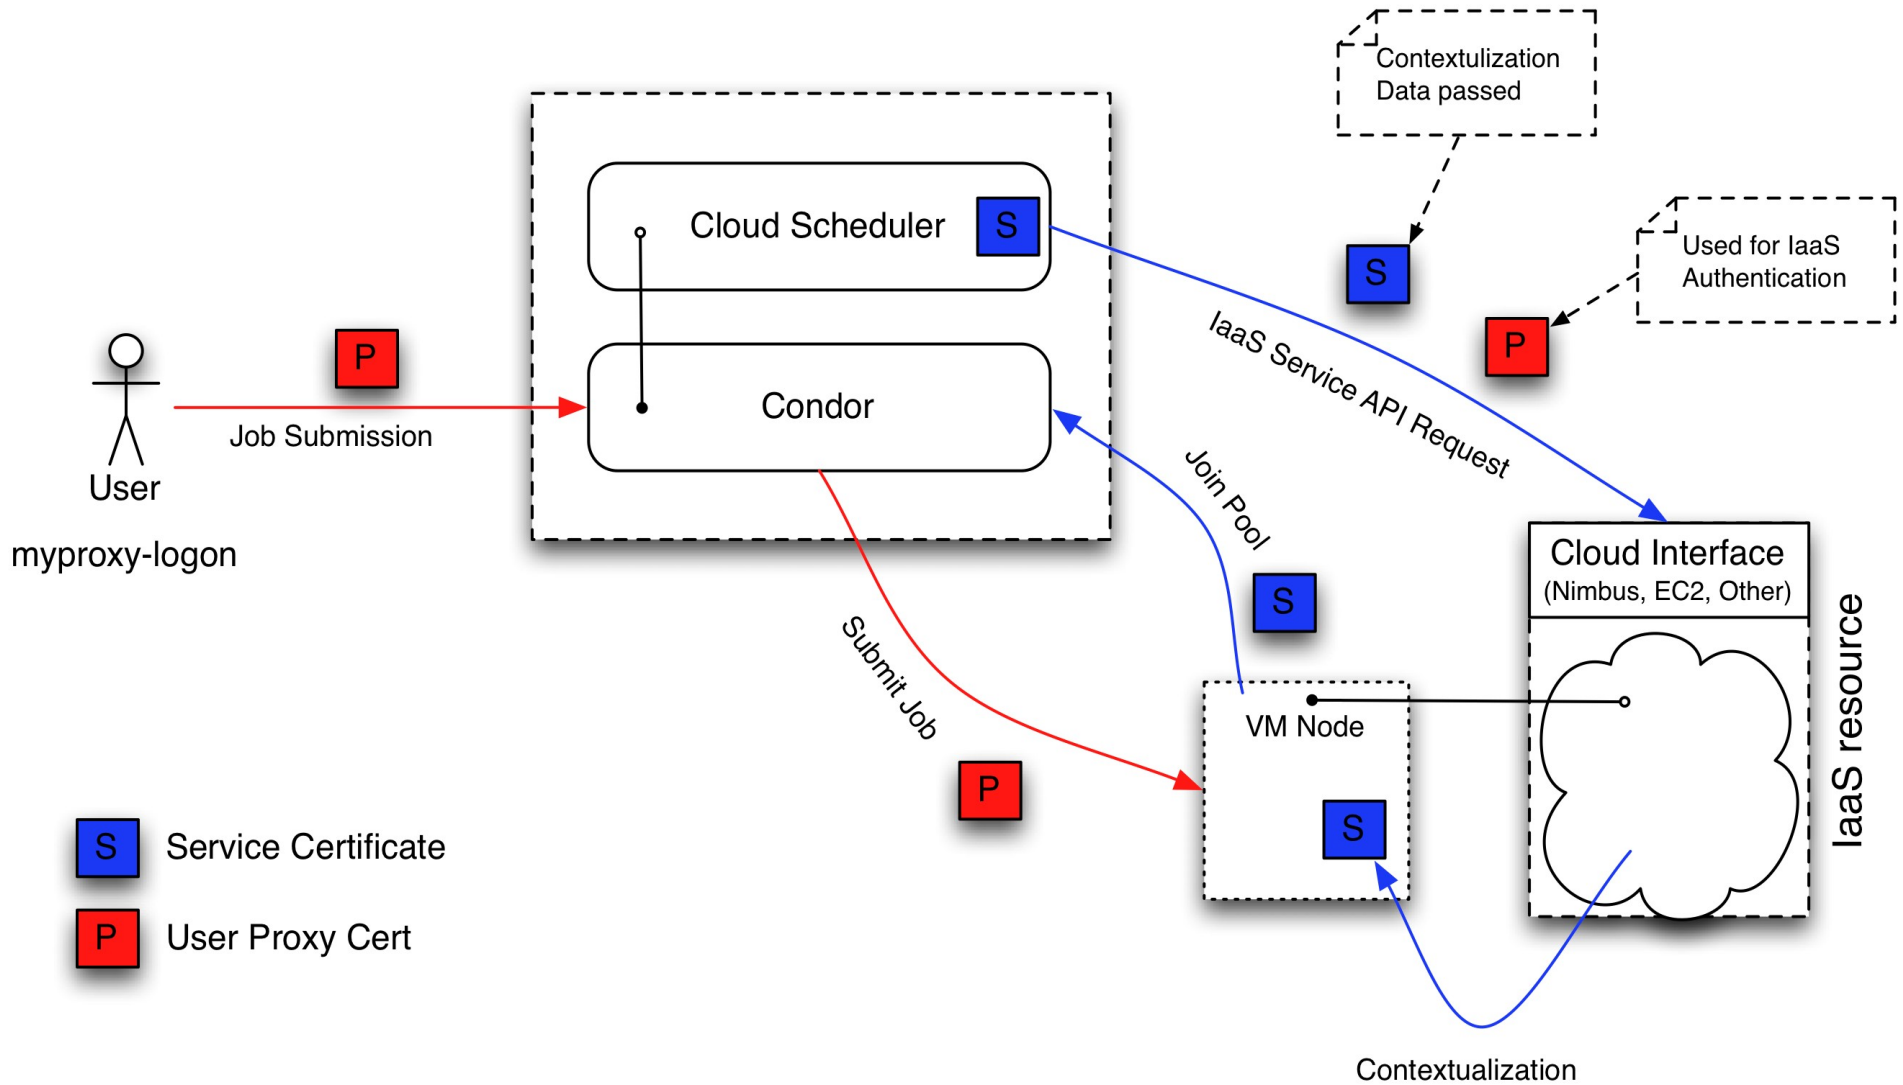 Contextulization
Data passed
Cloud Scheduler
S
Used for IaaS
Authentication
S
P
P
IaaS Service API Request
Condor
Job Submission
User
myproxy-logon
Join Pool
S
Cloud Interface
(Nimbus, EC2, Other)
IaaS resource
Submit Job
VM Node
P
S
S
Service Certificate
P
User Proxy Cert
Contextualization